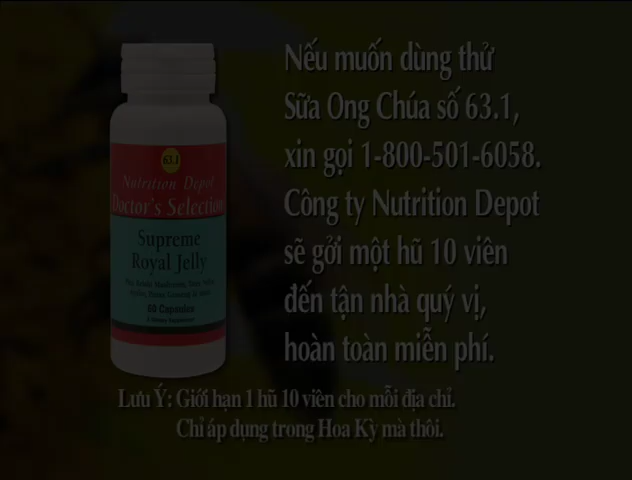 Nếu muốn dùng thử
Sữa Ong Chúa số 63.1,
xin gọi 1-800-501-6058.
Công ty Nutrition Depot
sẽ gởi một hũ 10 viên
đến tận nhà quý vị,
hoàn toàn miễn phí.
63.1
Nutrition Depot
Doctor's Selection
Supreme
Royal Jelly
60 Capsules
Lưu Ý: Giới hạn 1 hũ 10 viên cho mỗi địa chỉ.
Chỉ áp dụng trong Hoa Kỳ mà thôi.